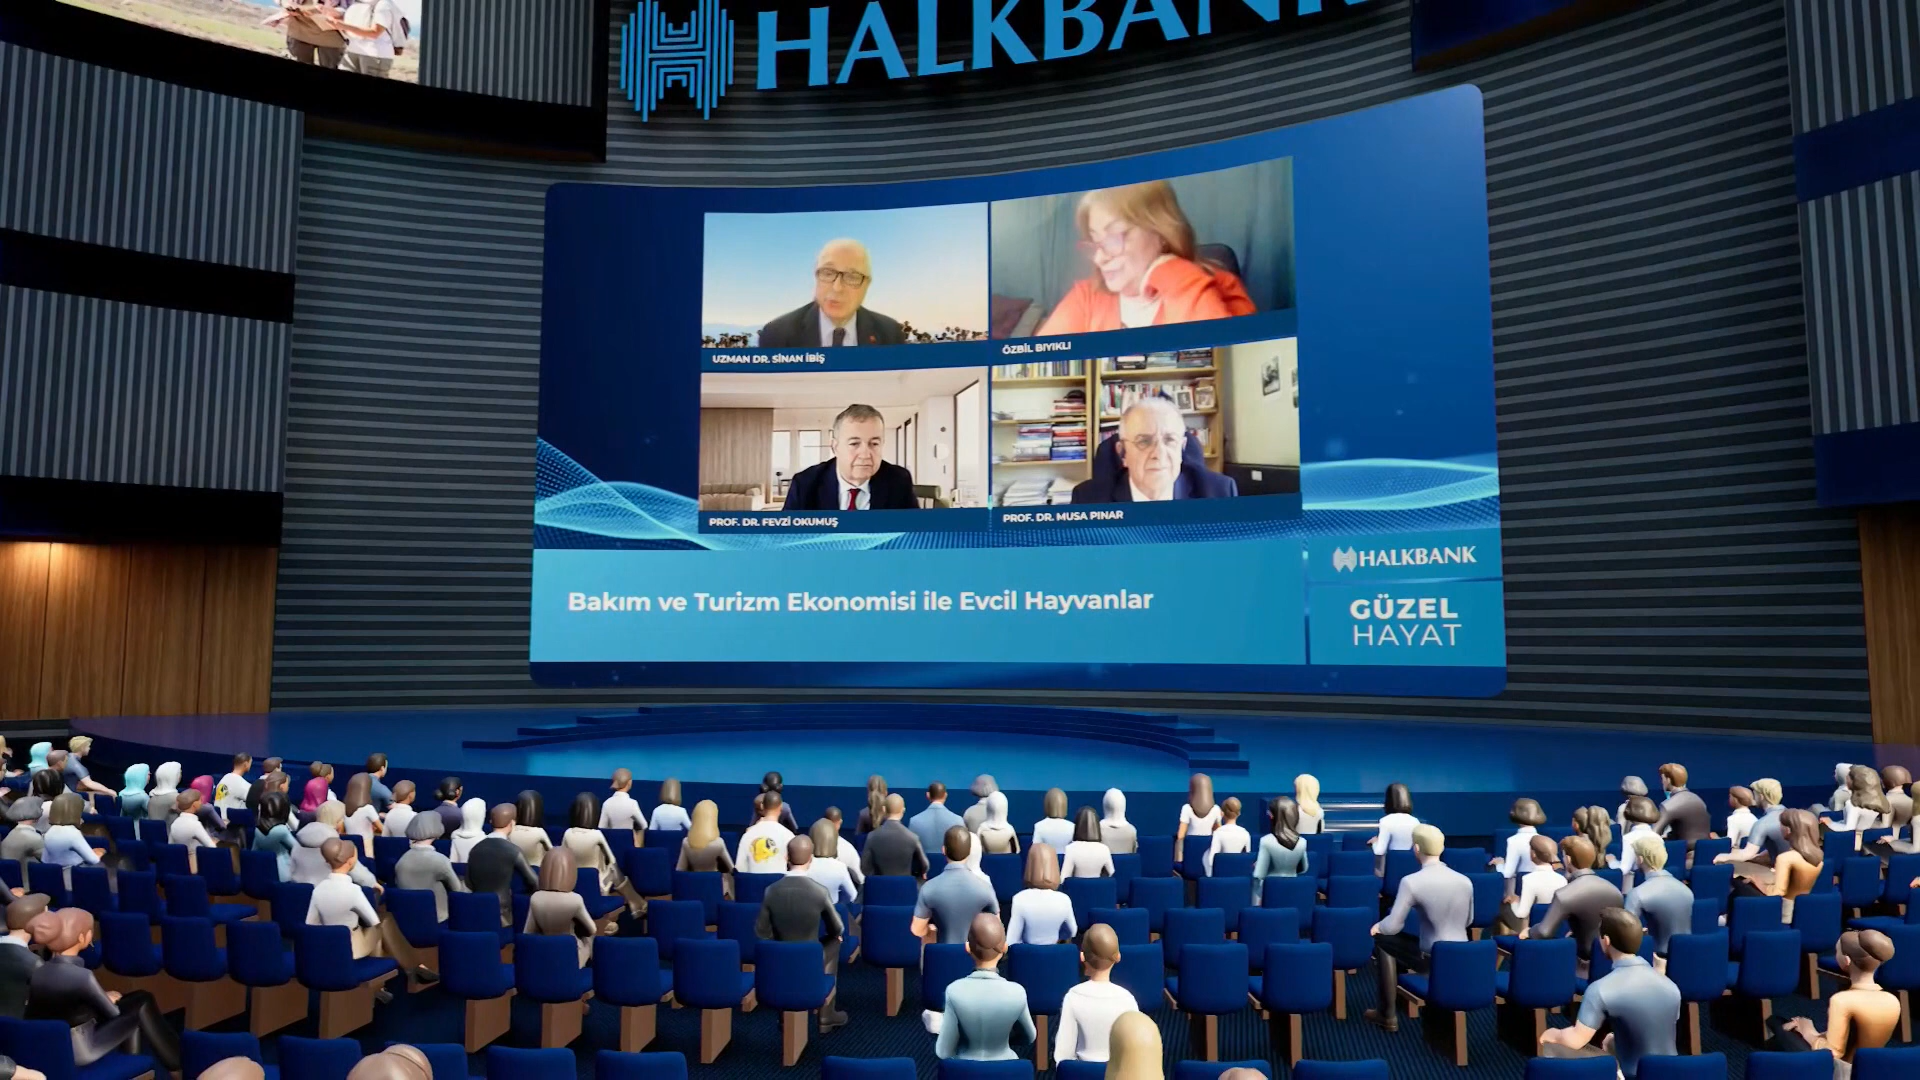 HALKBANK
UZMAN DR. SİNAN İBİŞ
ÖZBİL BIYIKLI
PROF. DR. FEVZİ OKUMUŞ
PROF. DR. MUSA PINAR
Bakım ve Turizm Ekonomisi ile Evcil Hayvanlar
HALKBANK
GÜZEL
HAYAT